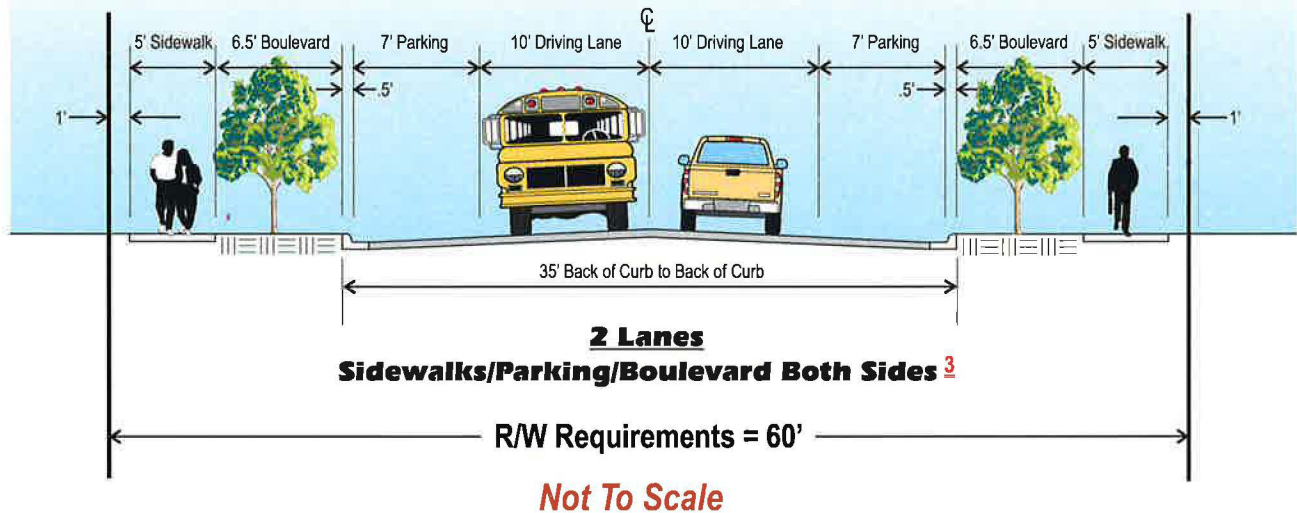 ℄
5' Sidewalk 6.5' Boulevard 7' Parking 10' Driving Lane 10' Driving Lane 7' Parking 6.5' Boulevard 5' Sidewalk
.5' .5'
1' 1'
35' Back of Curb to Back of Curb
2 Lanes
Sidewalks/Parking/Boulevard Both Sides 3
R/W Requirements = 60'
Not To Scale